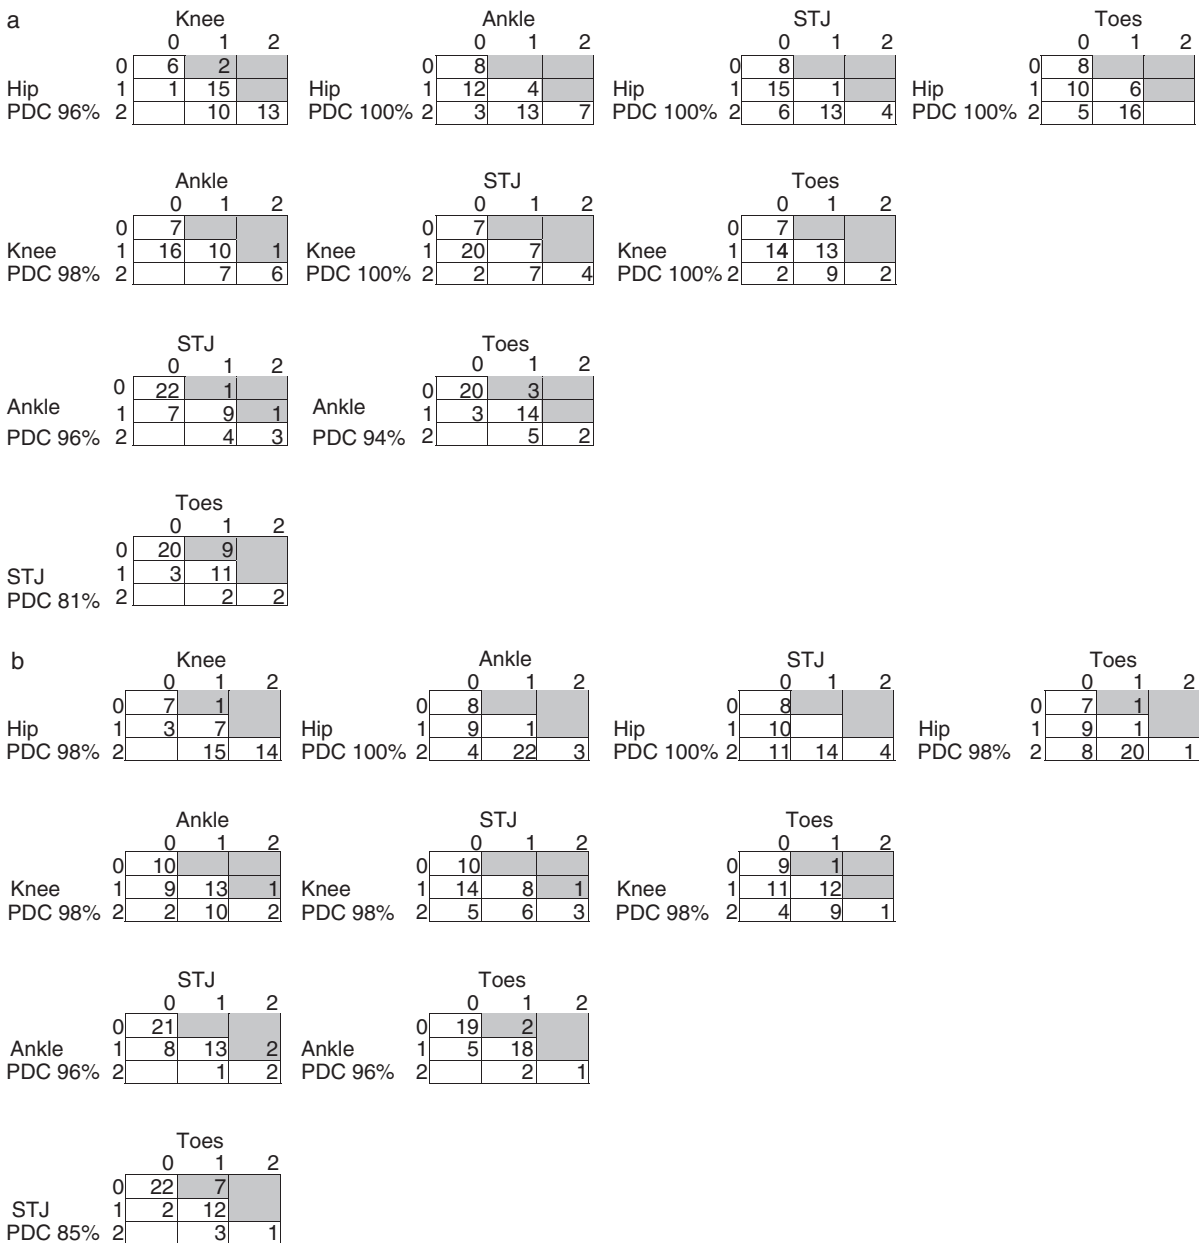 a Knee Ankle STJ Toes
0 1 2 0 1 2 0 1 2 0 1 2
0 6 2 0 8 0 8 0 8
Hip 1 1 15 Hip 1 12 4 Hip 1 15 1 Hip 1 10 6
PDC 96% 2 10 13 PDC 100% 2 3 13 7 PDC 100% 2 6 13 4 PDC 100% 2 5 16
Ankle STJ Toes
0 1 2 0 1 2 0 1 2
0 7 0 7 0 7
Knee 1 16 10 1 Knee 1 20 7 Knee 1 14 13
PDC 98% 2 7 6 PDC 100% 2 2 7 4 PDC 100% 2 2 9 2
STJ Toes
0 1 2 0 1 2
0 22 1 0 20 3
Ankle 1 7 9 1 Ankle 1 3 14
PDC 96% 2 4 3 PDC 94% 2 5 2
Toes
0 1 2
0 20 9
STJ 1 3 11
PDC 81% 2 2 2
b Knee Ankle STJ Toes
0 1 2 0 1 2 0 1 2 0 1 2
0 7 1 0 8 0 8 0 7 1
Hip 1 3 7 Hip 1 9 1 Hip 1 10 Hip 1 9 1
PDC 98% 2 15 14 PDC 100% 2 4 22 3 PDC 100% 2 11 14 4 PDC 98% 2 8 20 1
Ankle STJ Toes
0 1 2 0 1 2 0 1 2
0 10 0 10 0 9 1
Knee 1 9 13 1 Knee 1 14 8 1 Knee 1 11 12
PDC 98% 2 2 10 2 PDC 98% 2 5 6 3 PDC 98% 2 4 9 1
STJ Toes
0 1 2 0 1 2
0 21 0 19 2
Ankle 1 8 13 2 Ankle 1 5 18
PDC 96% 2 1 2 PDC 96% 2 2 1
Toes
0 1 2
0 22 7
STJ 1 2 12
PDC 85% 2 3 1